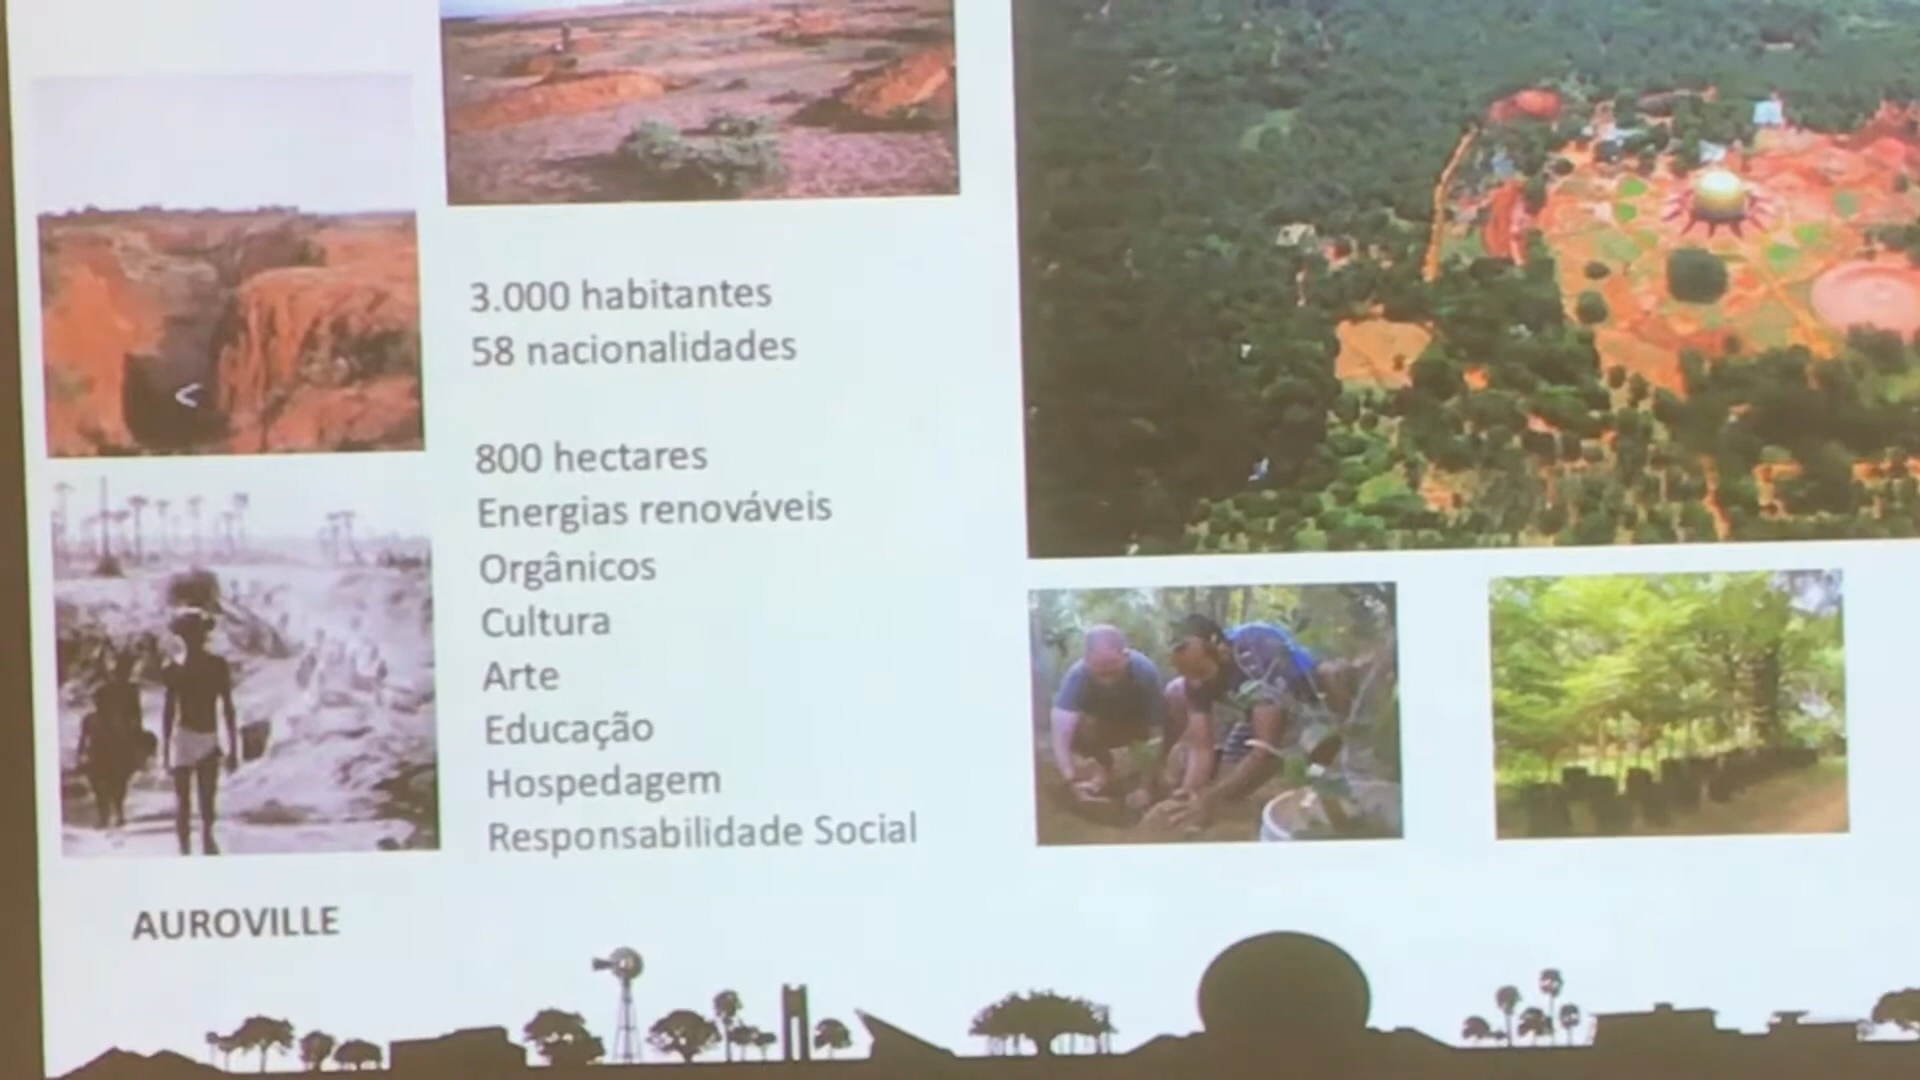 3.000 habitantes
58 nacionalidades
800 hectares
Energias renováveis
Orgânicos
Cultura
Arte
Educação
Hospedagem
Responsabilidade Social
AUROVILLE